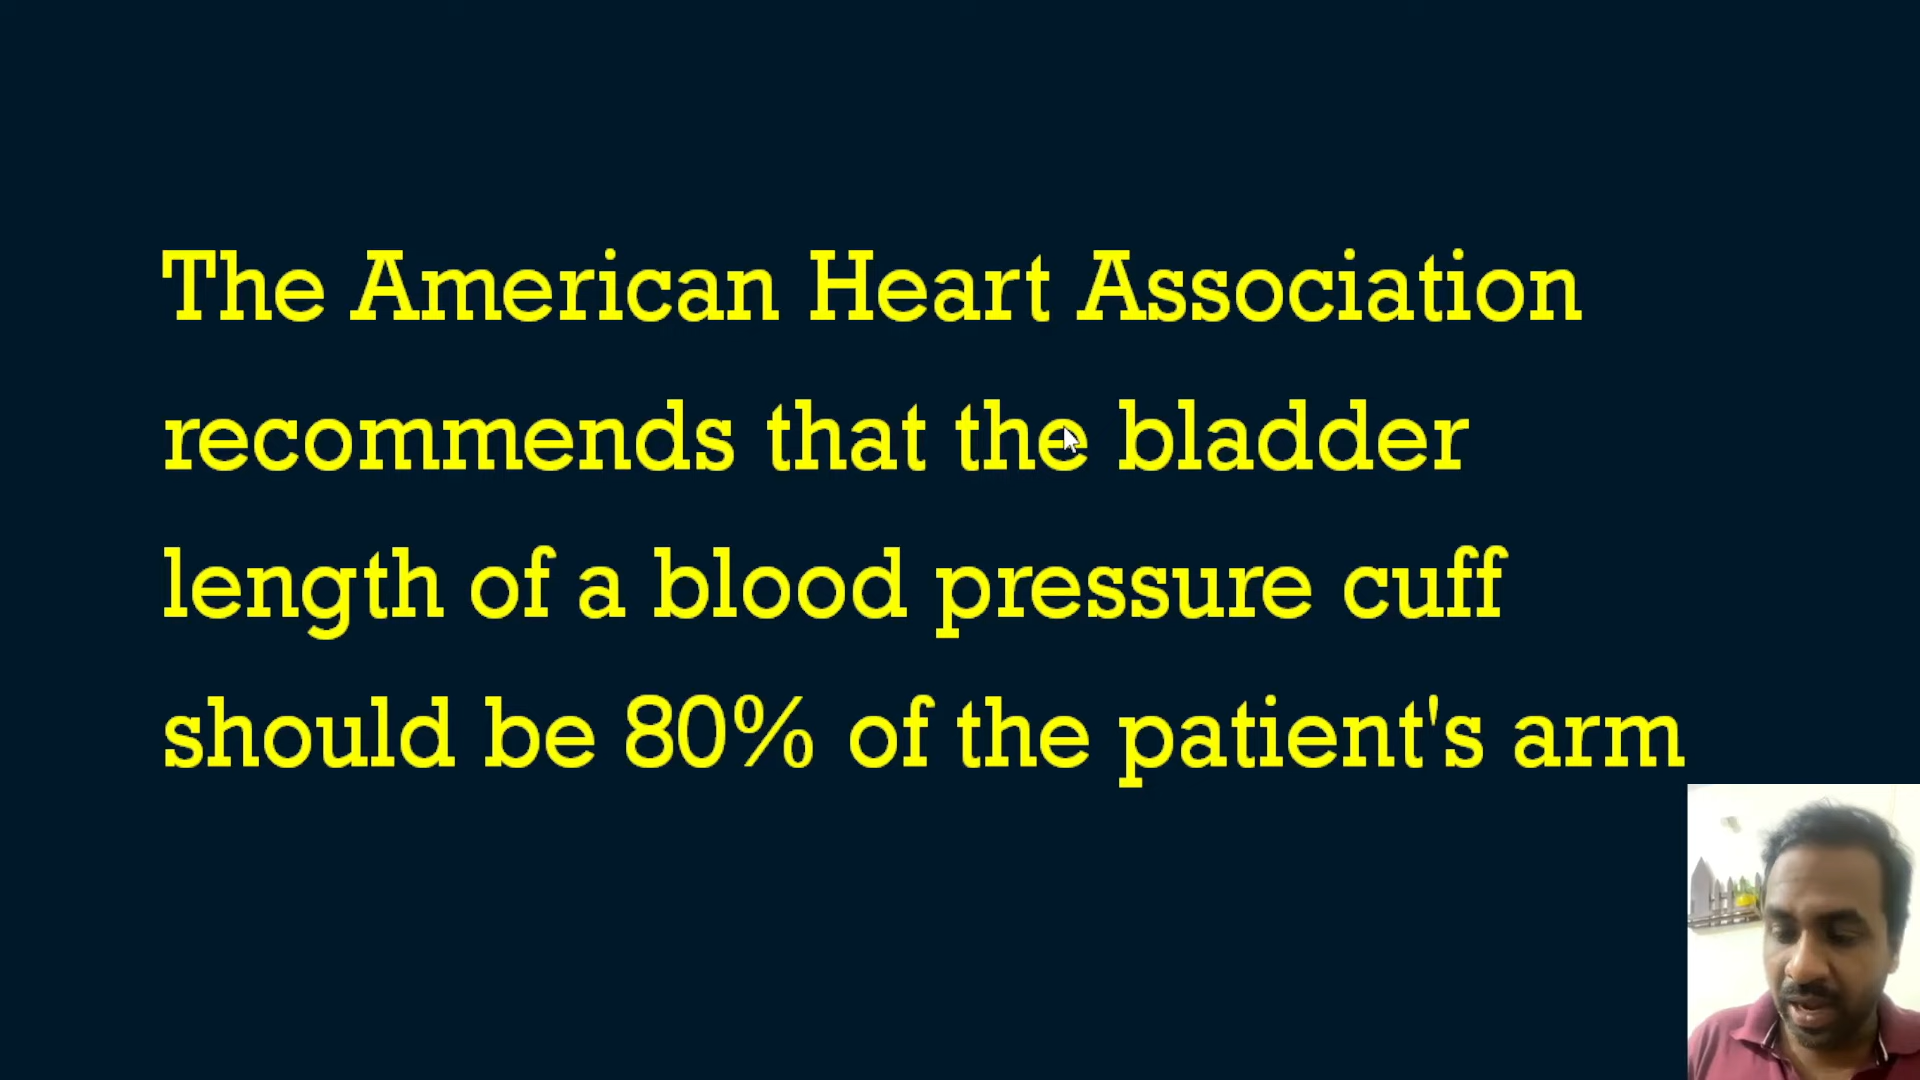 The American Heart Association
recommends that the bladder
length of a blood pressure cuff
should be 80% of the patient's arm